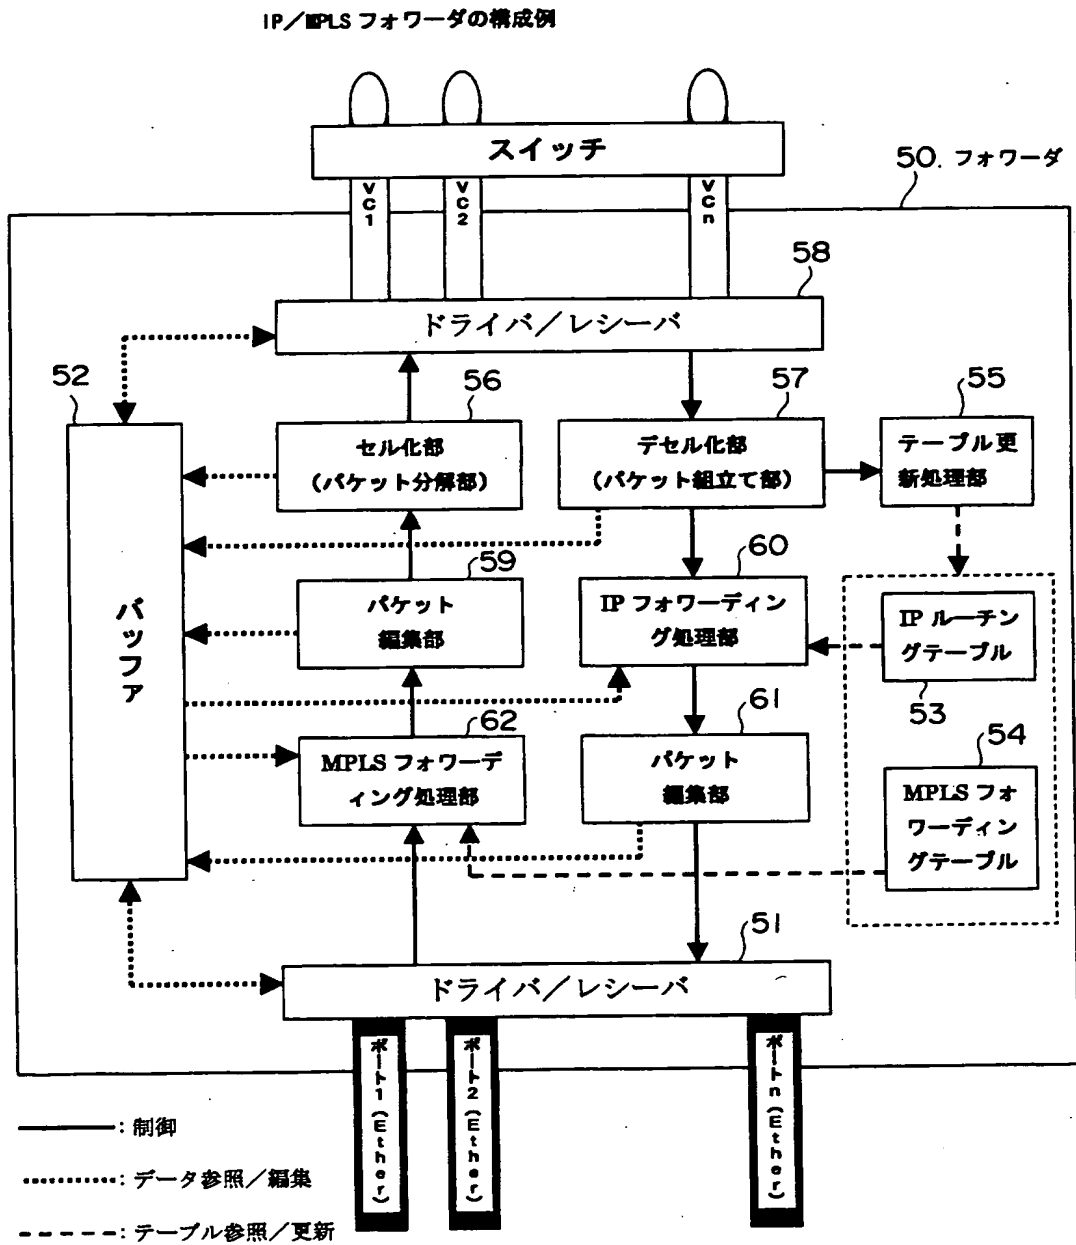 IP／MPLS フォワーダの構成例
スイッチ
50. フォワーダ
VC1
VC2
VCn
58
ドライバ／レシーバ
52
56
57
55
セル化部
(パケット分解部)
デセル化部
(パケット組立て部)
テーブル更
新処理部
バッファ
59
60
パケット
編集部
IP フォワーディン
グ処理部
IP ルーチン
グテーブル
53
62
61
54
MPLS フォワーデ
ィング処理部
パケット
編集部
MPLS フォ
ワーディン
グテーブル
51
ドライバ／レシーバ
ポート1 (Ether)
ポート2 (Ether)
ポートn (Ether)
: 制御
: データ参照／編集
: テーブル参照／更新